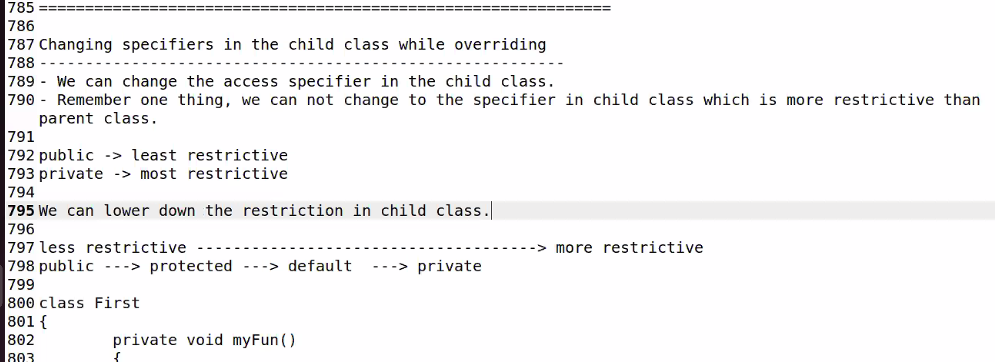 785 ==============================================================
786
787 Changing specifiers in the child class while overriding
788 ---------------------------------------------------------
789 - We can change the access specifier in the child class.
790 - Remember one thing, we can not change to the specifier in child class which is more restrictive than
parent class.
791
792 public -> least restrictive
793 private -> most restrictive
794
795 We can lower down the restriction in child class.
796
797 less restrictive -------------------------------------> more restrictive
798 public ---> protected ---> default  ---> private
799
800 class First
801 {
802         private void myFun()
803         {